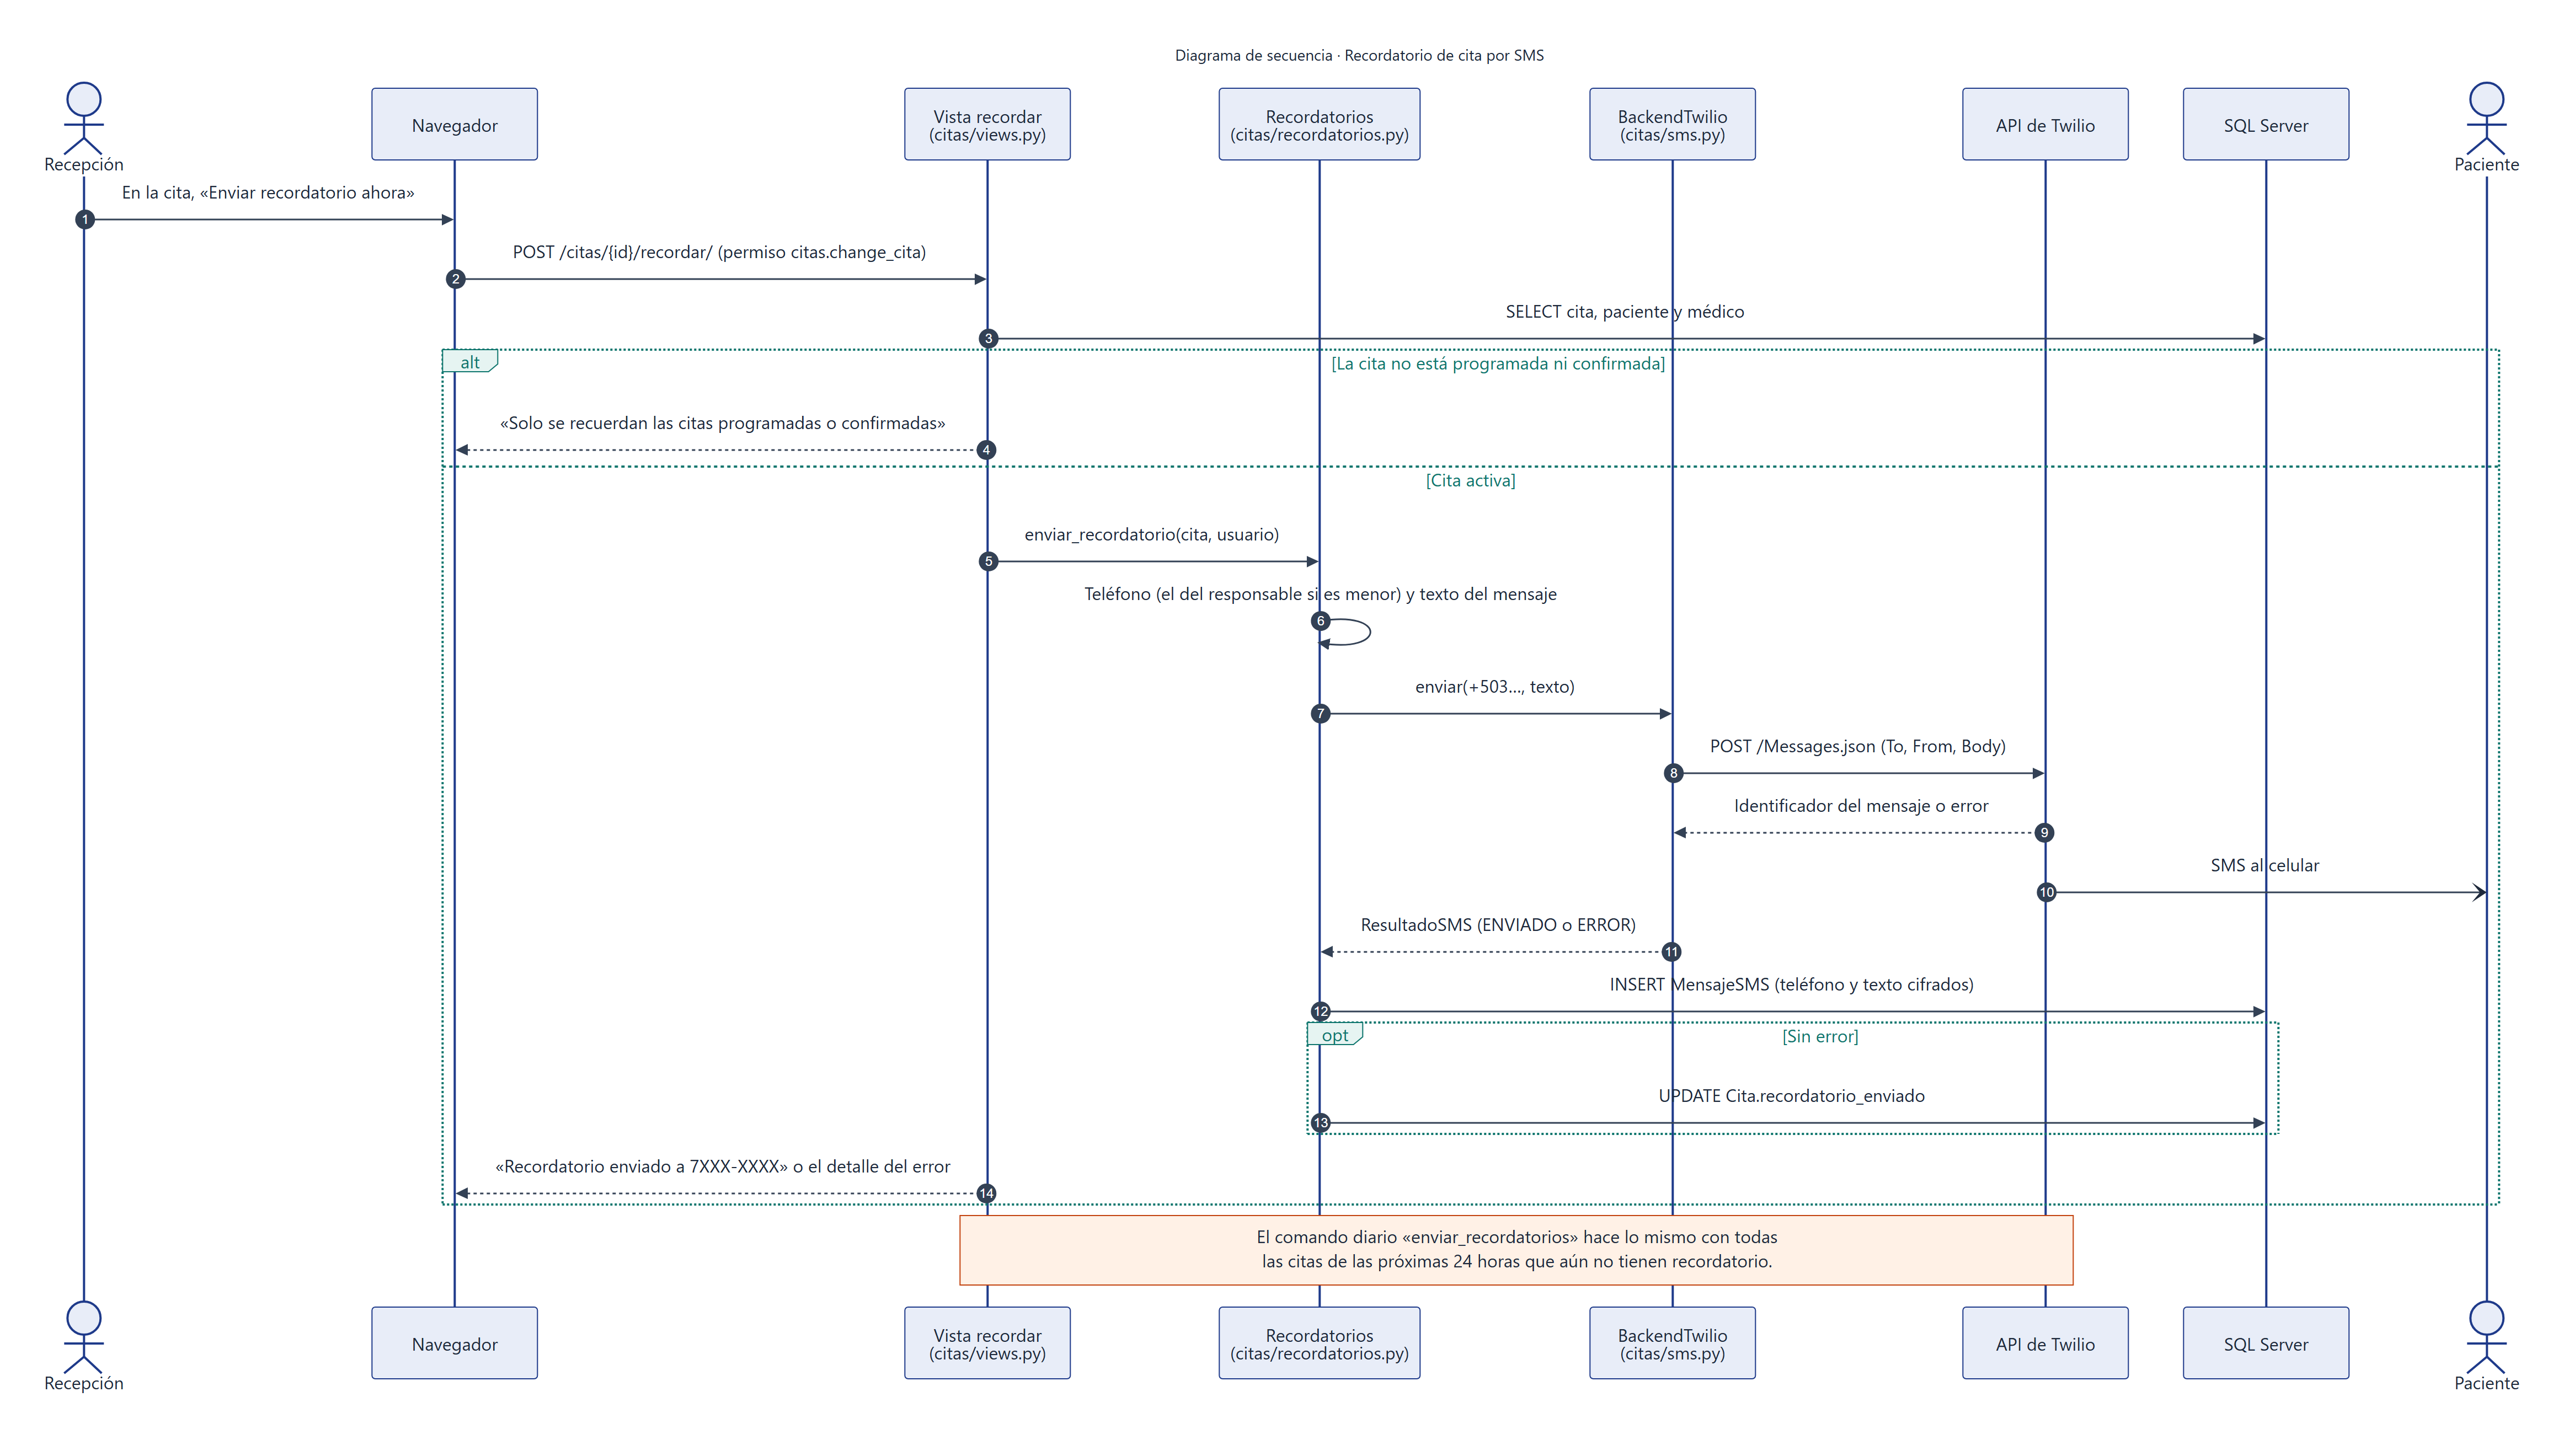 Diagrama de secuencia · Recordatorio de cita por SMS
Recepción
Navegador
Vista recordar
(citas/views.py)
Recordatorios
(citas/recordatorios.py)
BackendTwilio
(citas/sms.py)
API de Twilio
SQL Server
Paciente
En la cita, «Enviar recordatorio ahora»
1
POST /citas/{id}/recordar/ (permiso citas.change_cita)
2
SELECT cita, paciente y médico
3
alt
[La cita no está programada ni confirmada]
«Solo se recuerdan las citas programadas o confirmadas»
4
[Cita activa]
enviar_recordatorio(cita, usuario)
5
Teléfono (el del responsable si es menor) y texto del mensaje
6
enviar(+503..., texto)
7
POST /Messages.json (To, From, Body)
8
Identificador del mensaje o error
9
SMS al celular
10
ResultadoSMS (ENVIADO o ERROR)
11
INSERT MensajeSMS (teléfono y texto cifrados)
12
opt
[Sin error]
UPDATE Cita.recordatorio_enviado
13
«Recordatorio enviado a 7XXX-XXXX» o el detalle del error
14
El comando diario «enviar_recordatorios» hace lo mismo con todas
las citas de las próximas 24 horas que aún no tienen recordatorio.
Recepción
Navegador
Vista recordar
(citas/views.py)
Recordatorios
(citas/recordatorios.py)
BackendTwilio
(citas/sms.py)
API de Twilio
SQL Server
Paciente